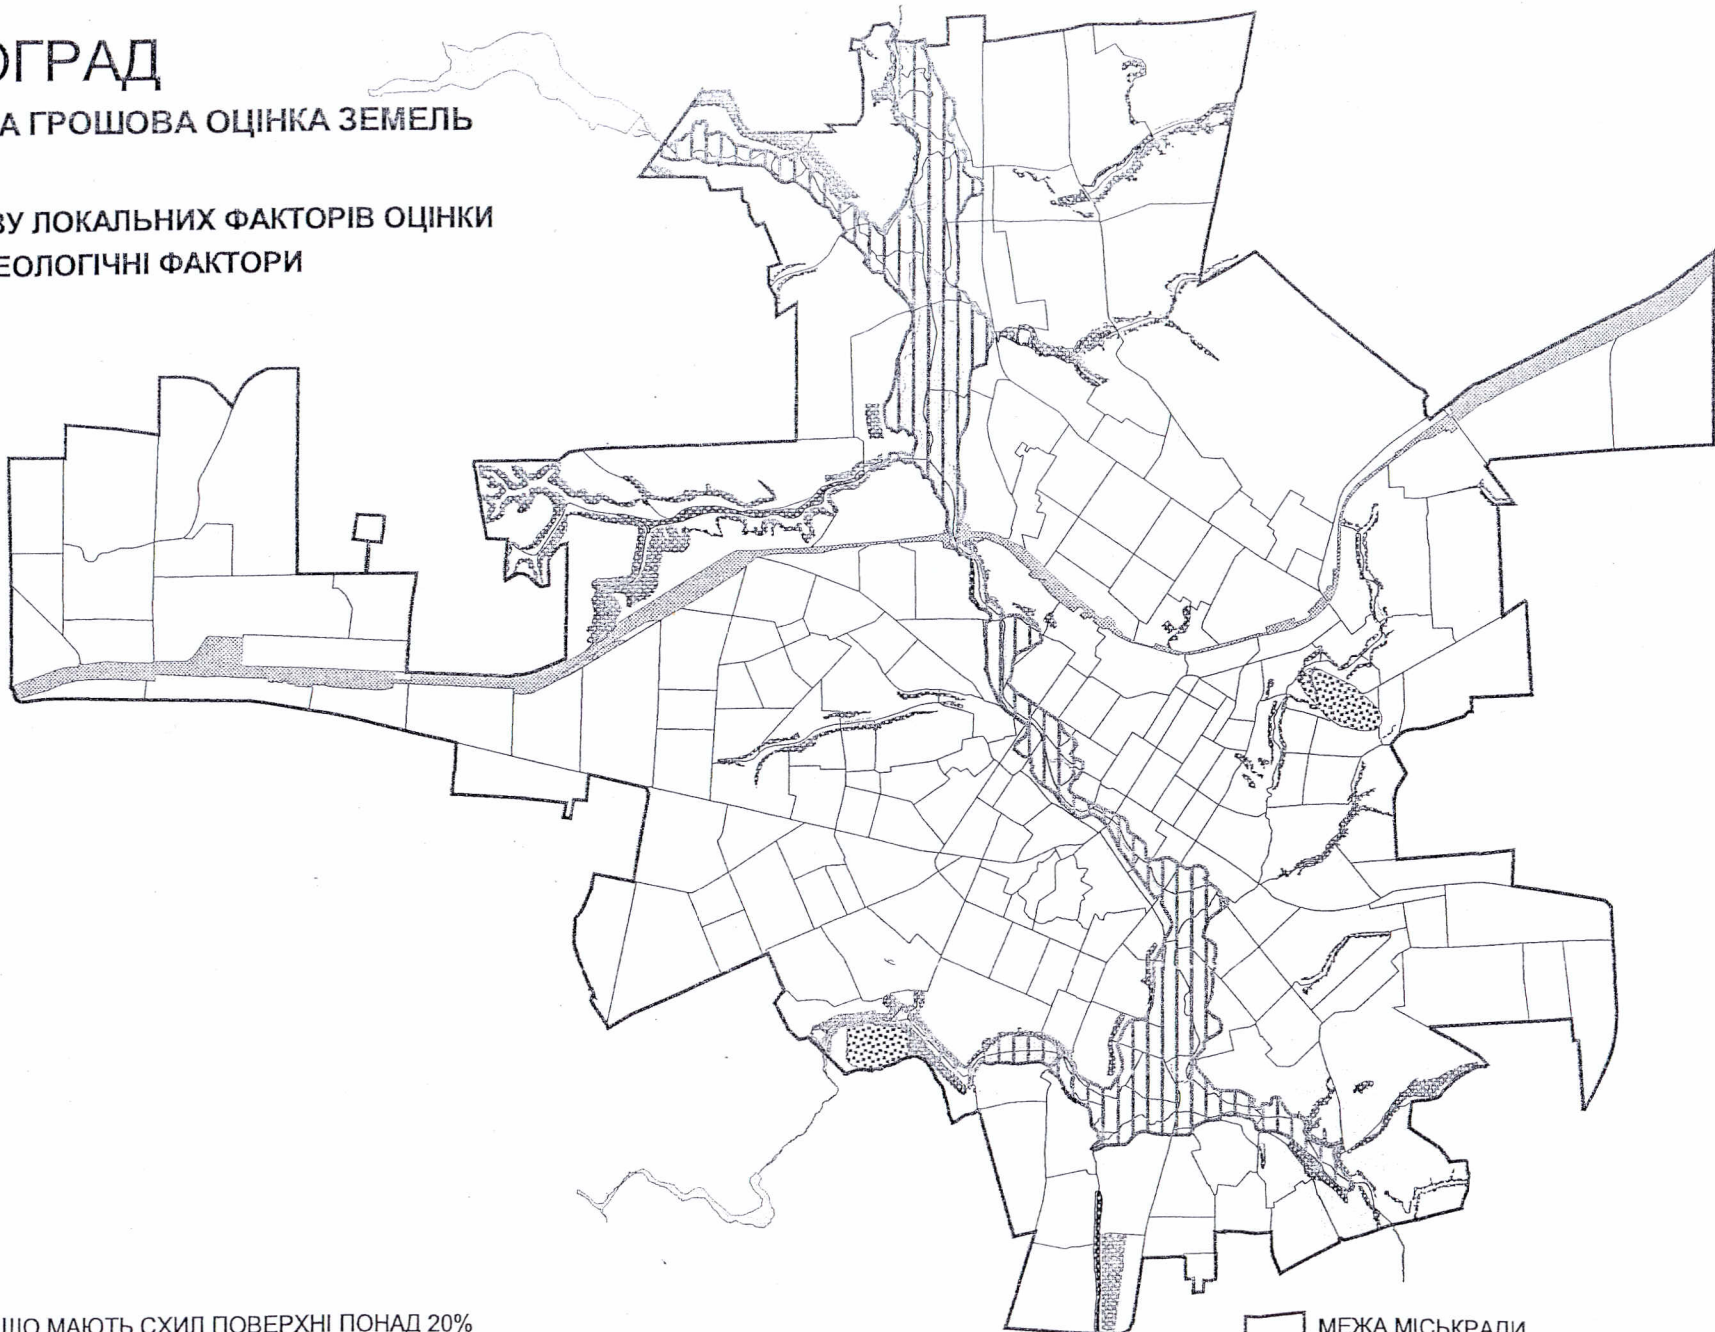 ОГРАД
А ГРОШОВА ОЦІНКА ЗЕМЕЛЬ
ЗУ ЛОКАЛЬНИХ ФАКТОРІВ ОЦІНКИ
ЕОЛОГІЧНІ ФАКТОРИ
ЩО МАЮТЬ СХИЛ ПОВЕРХНІ ПОНАД 20%
МЕЖА МІСЬКРАДИ